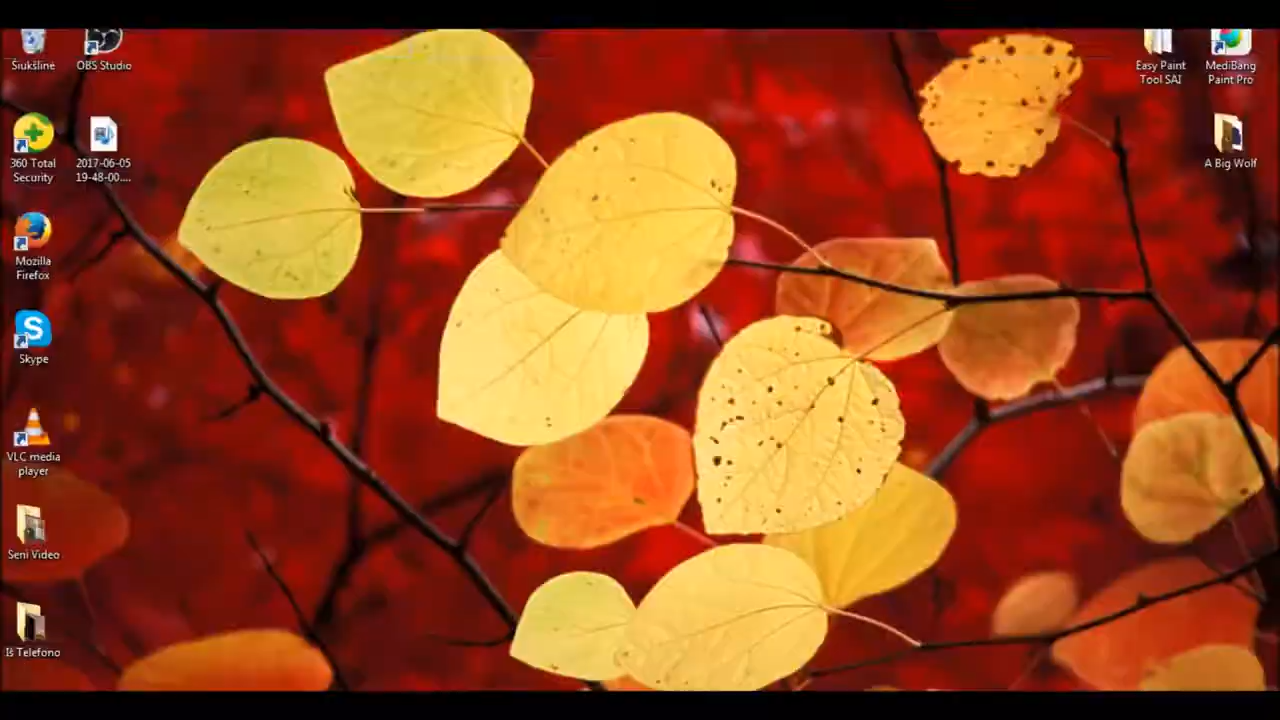 Šiukšlinė
OBS Studio
360 Total
Security
2017-06-05
19-48-00....
Mozilla
Firefox
Skype
VLC media
player
Seni Video
Iš Telefono
Easy Paint
Tool SAI
MediBang
Paint Pro
A Big Wolf